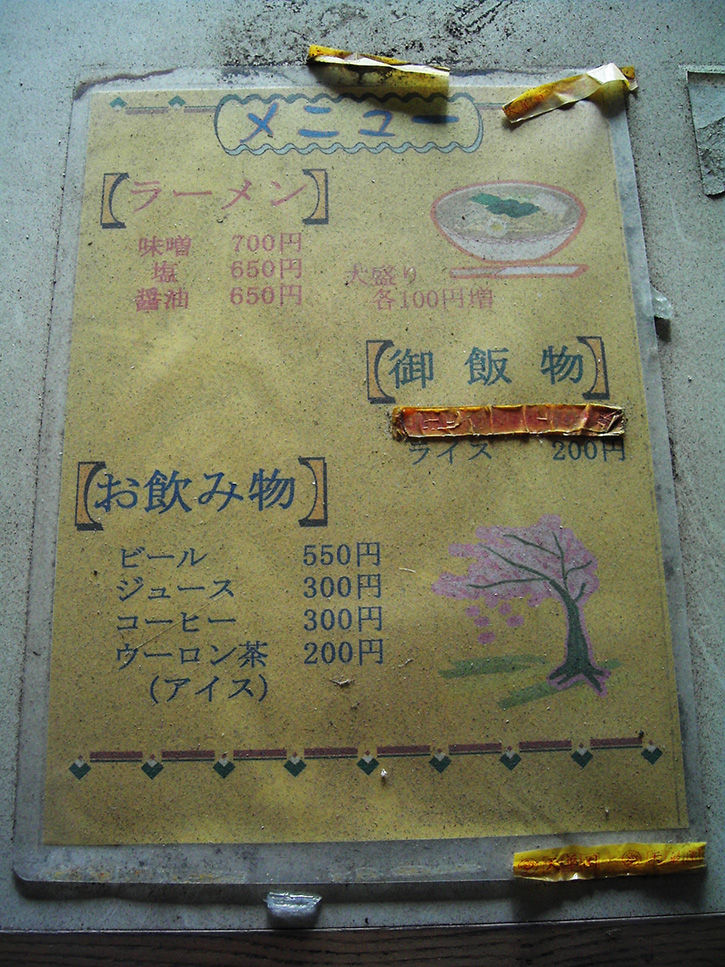 メニュー
【ラーメン】
味噌 700円
塩 650円
醤油 650円
大盛り
各100円増
【御飯物】
ライス 200円
【お飲み物】
ビール 550円
ジュース 300円
コーヒー 300円
ウーロン茶 200円
(アイス)